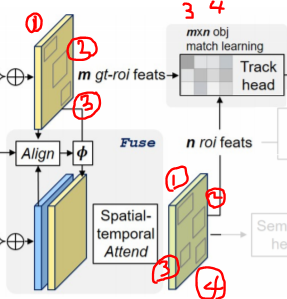 3 4
①
②
m gt-roi feats
③
mxn obj
match learning
Track
head
Align
ϕ
Fuse
n roi feats
Spatial-
temporal
Attend
①
②
③
④
Sem
he